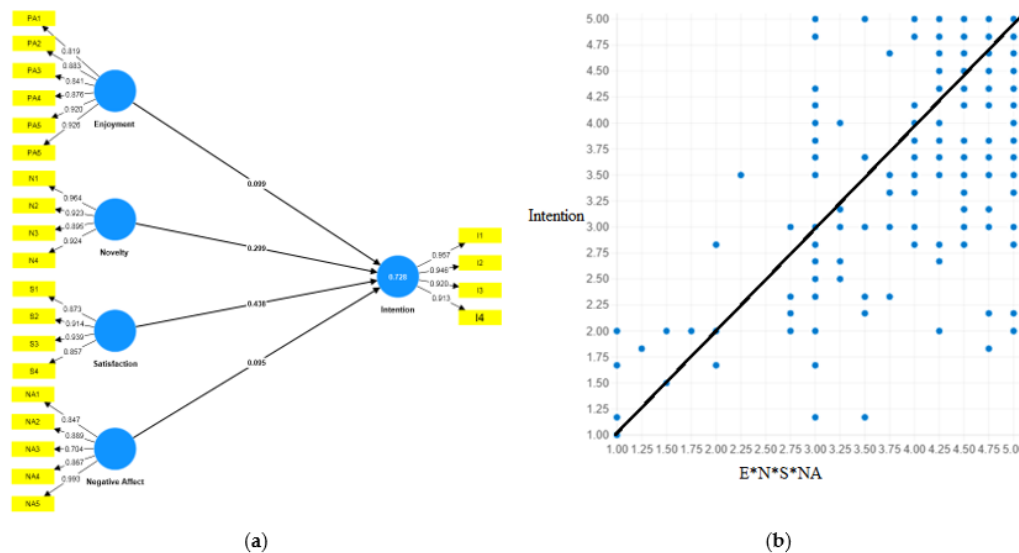 PA1
PA2
PA3
PA4
PA5
PA6
0.819
0.883
0.841
0.876
0.920
0.926
Enjoyment
N1
N2
N3
N4
0.964
0.923
0.895
0.924
Novelty
S1
S2
S3
S4
0.873
0.914
0.939
0.857
Satisfaction
NA1
NA2
NA3
NA4
NA5
0.847
0.889
0.704
0.867
0.993
Negative Affect
0.099
0.299
0.438
0.095
0.726
Intention
0.957
0.946
0.920
0.913
I1
I2
I3
I4
(a)
5.00
4.75
4.50
4.25
4.00
3.75
3.50
3.25
3.00
2.75
2.50
2.25
2.00
1.75
1.50
1.25
1.00
Intention
1.00 1.25 1.50 1.75 2.00 2.25 2.50 2.75 3.00 3.25 3.50 3.75 4.00 4.25 4.50 4.75 5.00
E*N*S*NA
(b)